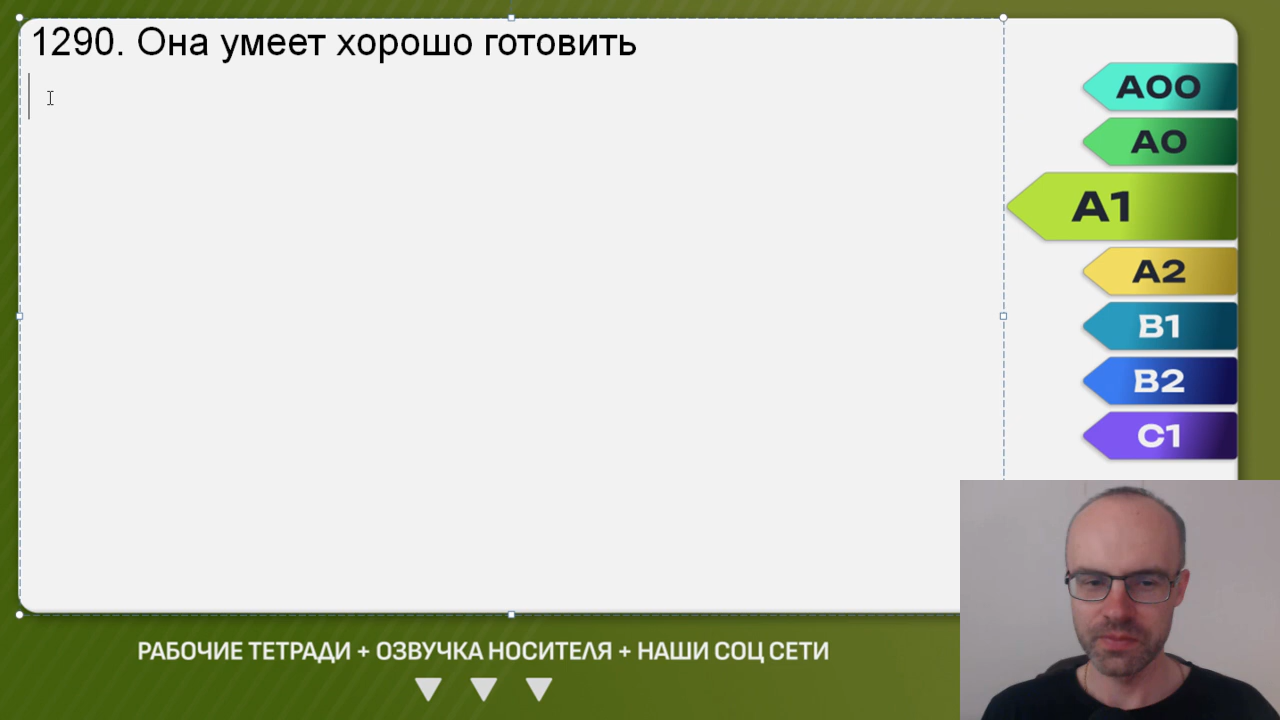 1290. Она умеет хорошо готовить
A00
A0
A1
A2
B1
B2
C1
РАБОЧИЕ ТЕТРАДИ + ОЗВУЧКА НОСИТЕЛЯ + НАШИ СОЦ СЕТИ